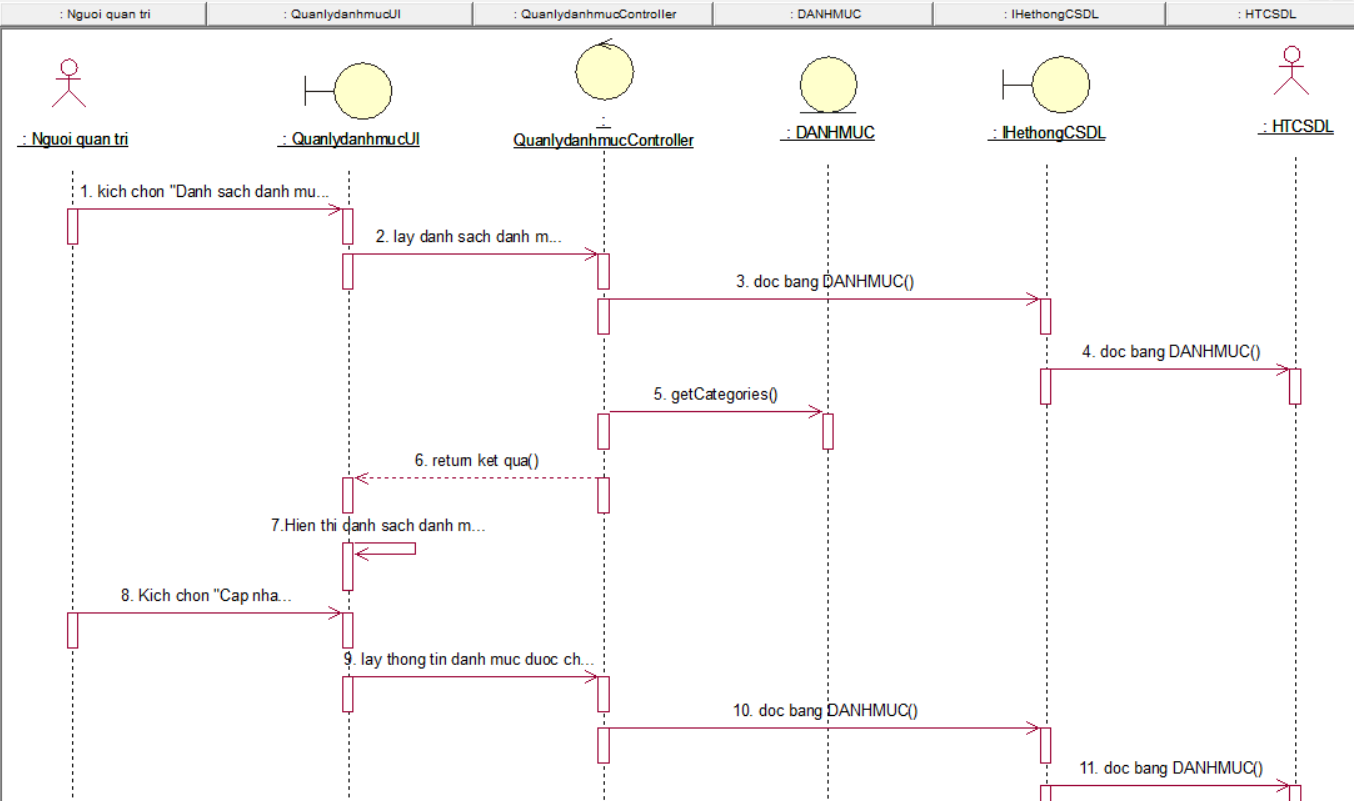 : Nguoi quan tri
: QuanlydanhmucUI
: QuanlydanhmucController
: DANHMUC
: IHethongCSDL
: HTCSDL
: Nguoi quan tri
: QuanlydanhmucUI
:
QuanlydanhmucController
: DANHMUC
: IHethongCSDL
: HTCSDL
1. kich chon "Danh sach danh mu...
2. lay danh sach danh m...
3. doc bang DANHMUC()
4. doc bang DANHMUC()
5. getCategories()
6. return ket qua()
7.Hien thi danh sach danh m...
8. Kich chon "Cap nha...
9. lay thong tin danh muc duoc ch...
10. doc bang DANHMUC()
11. doc bang DANHMUC()